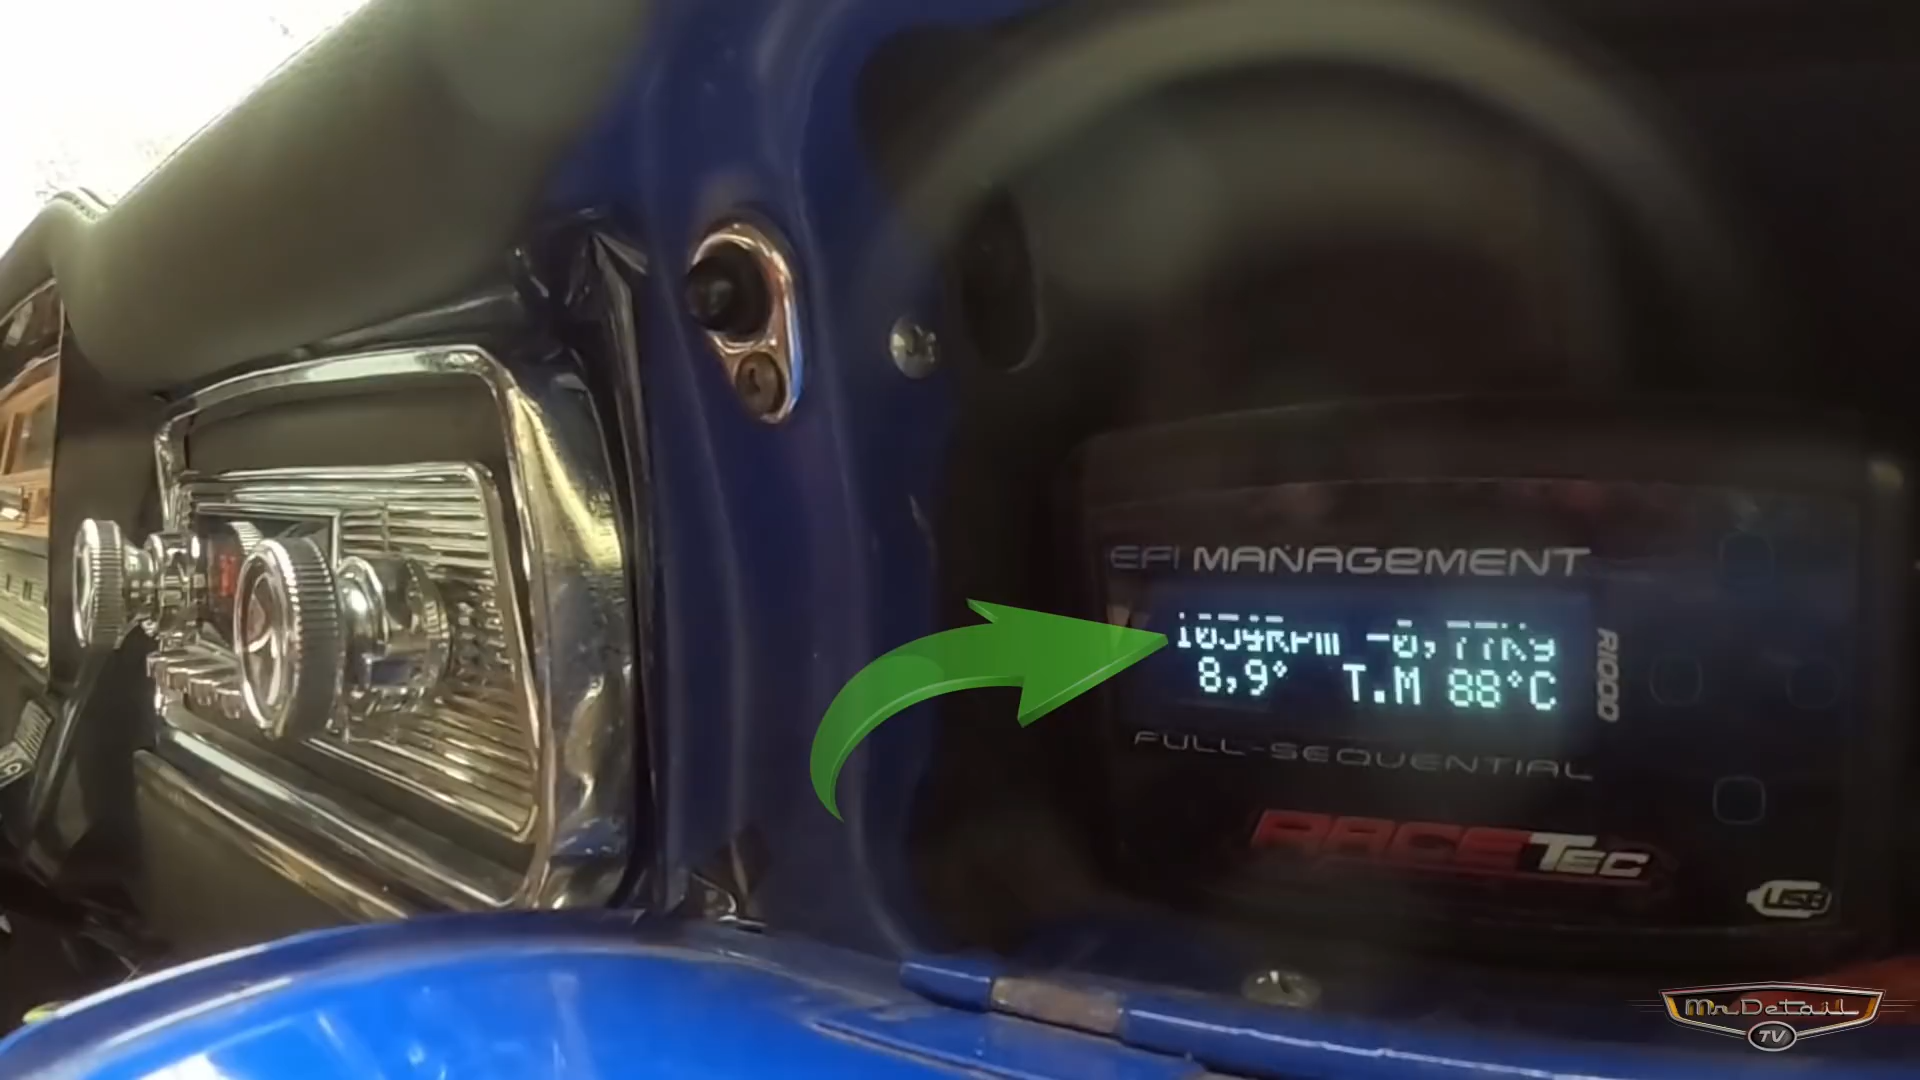 EFI MANAGEMENT
8,9° T.M 88°C
R1000
FULL-SEQUENTIAL
RACETEC
USB
Mr Detail
TV